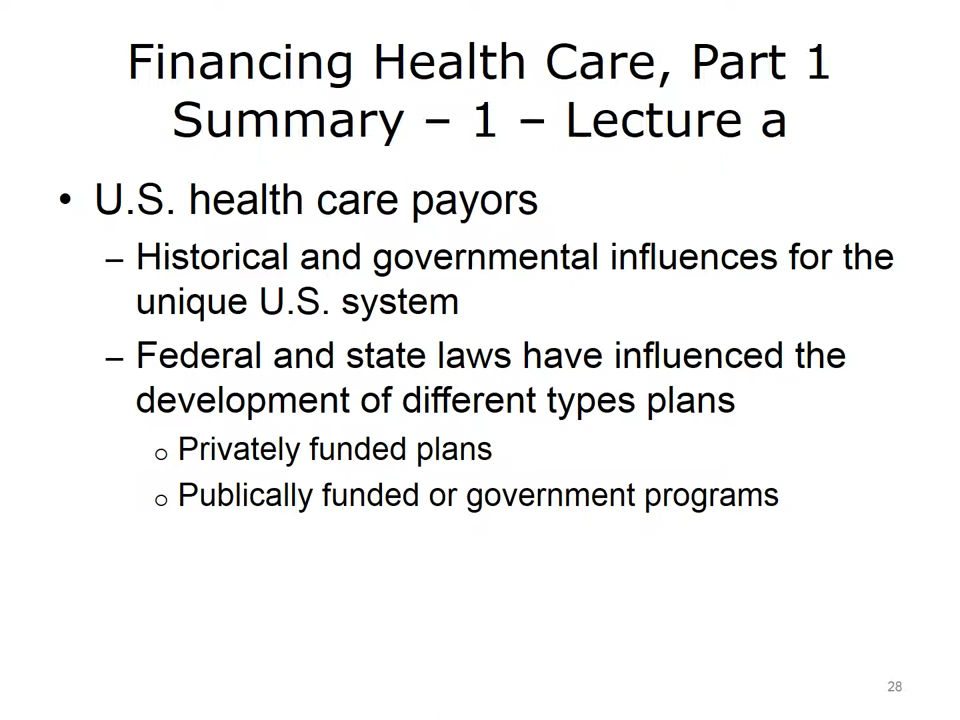 Financing Health Care, Part 1
Summary – 1 – Lecture a
• U.S. health care payors
– Historical and governmental influences for the
unique U.S. system
– Federal and state laws have influenced the
development of different types plans
o Privately funded plans
o Publically funded or government programs
28